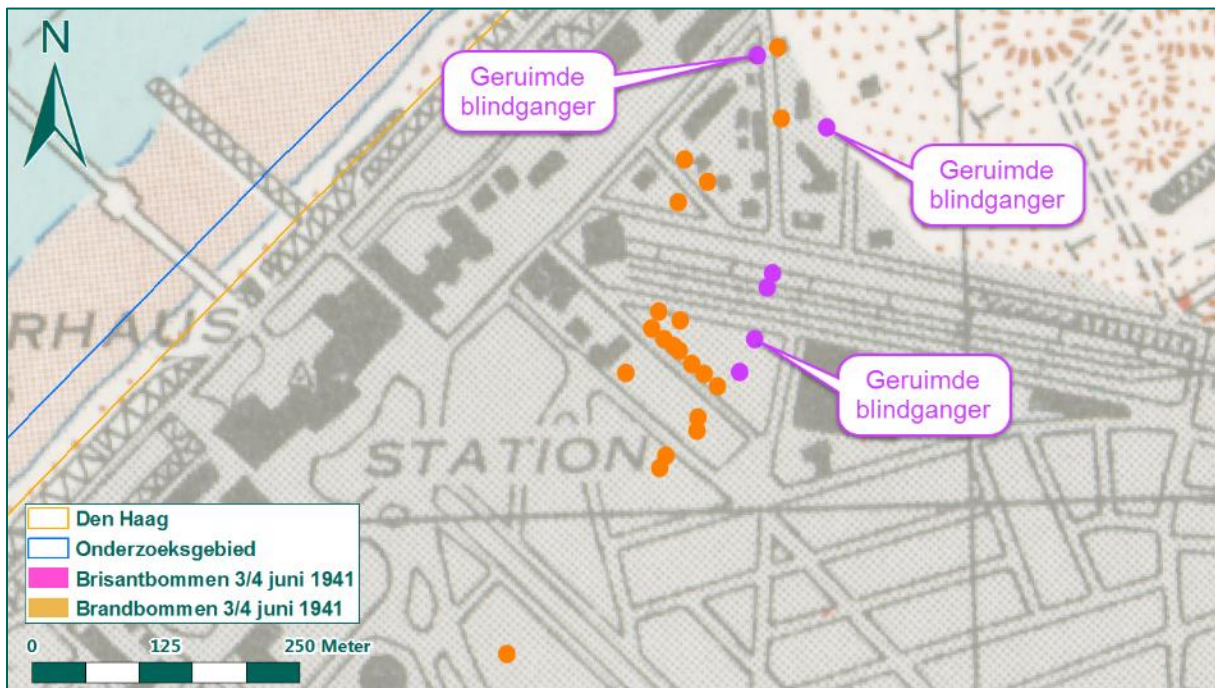 N
Geruimde
blindganger
Geruimde
blindganger
RHAUS
Geruimde
blindganger
STATION
Den Haag
Onderzoeksgebied
Brisantbommen 3/4 juni 1941
Brandbommen 3/4 juni 1941
0 125 250 Meter